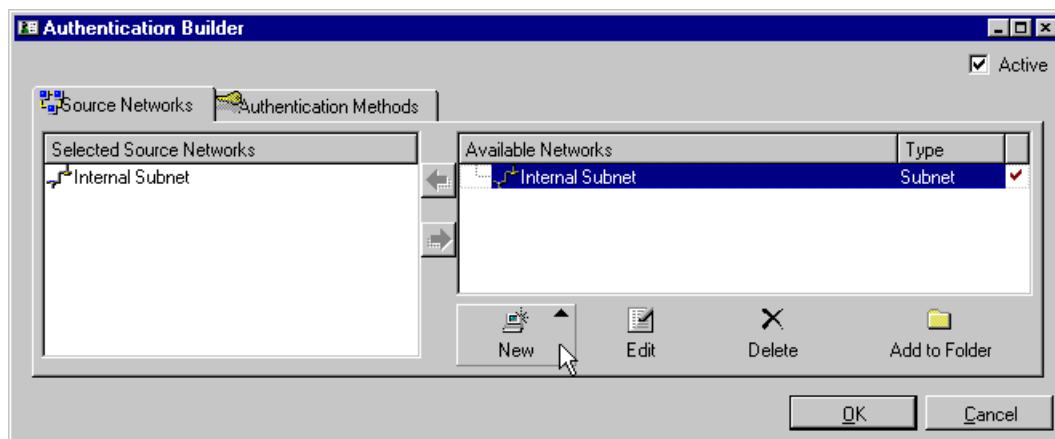 Authentication Builder
Active
Source Networks Authentication Methods
Selected Source Networks Available Networks Type
Internal Subnet Internal Subnet Subnet
New Edit Delete Add to Folder
OK Cancel